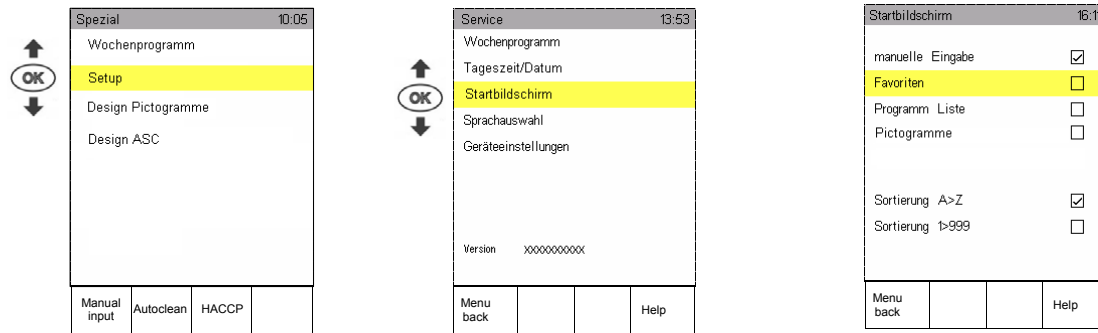 Spezial 10:05
Wochenprogramm
OK
Setup
Design Pictogramme
Design ASC
Manual input
Autoclean
HACCP
Service 13:53
Wochenprogramm
Tageszeit/Datum
OK
Startbildschirm
Sprachauswahl
Geräteeinstellungen
Version XXXXXXXXXX
Menu back
Help
Startbildschirm
manuelle Eingabe
Favoriten
Programm Liste
Pictogramme
Sortierung A>Z
Sortierung 1>999
Menu back
Help